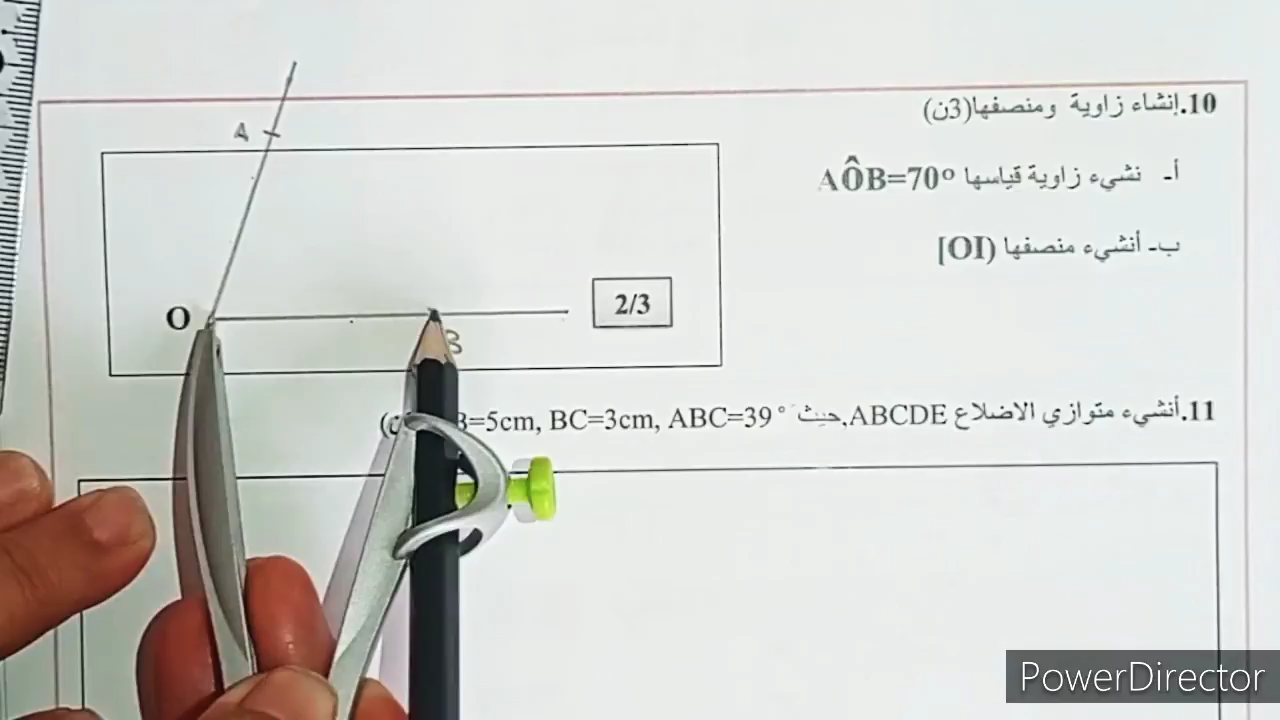 10.إنشاء زاوية ومنصفها(3ن)
أ- نشيء زاوية قياسها AÔB=70º
ب- أنشيء منصفها [OI)
A
O
B
2/3
11.أنشيء متوازي الاضلاع ABCDE,حيث B=5cm, BC=3cm, ABC=39°
PowerDirector